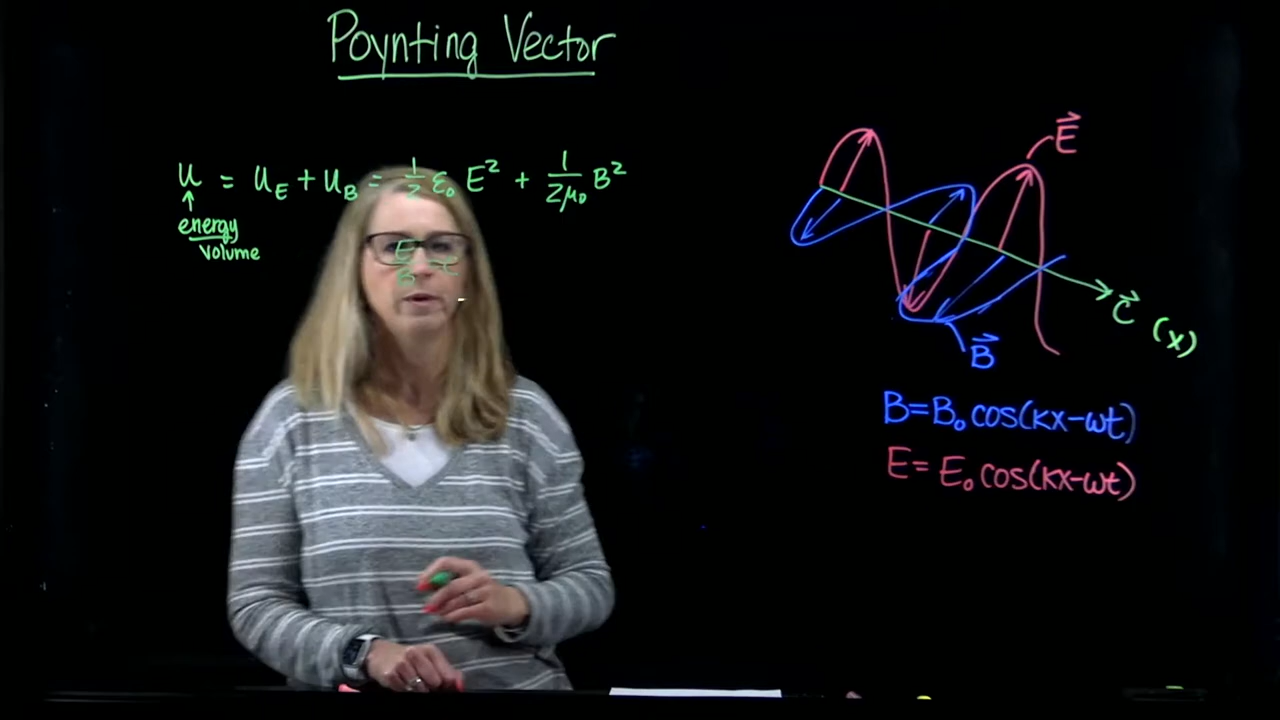 Poynting Vector
u = u_E + u_B = 1/2 ε₀ E² + 1/(2μ₀) B²
energy
volume
E/B = c
E⃗
B⃗
c⃗ (x)
B = B₀ cos(kx-ωt)
E = E₀ cos(kx-ωt)